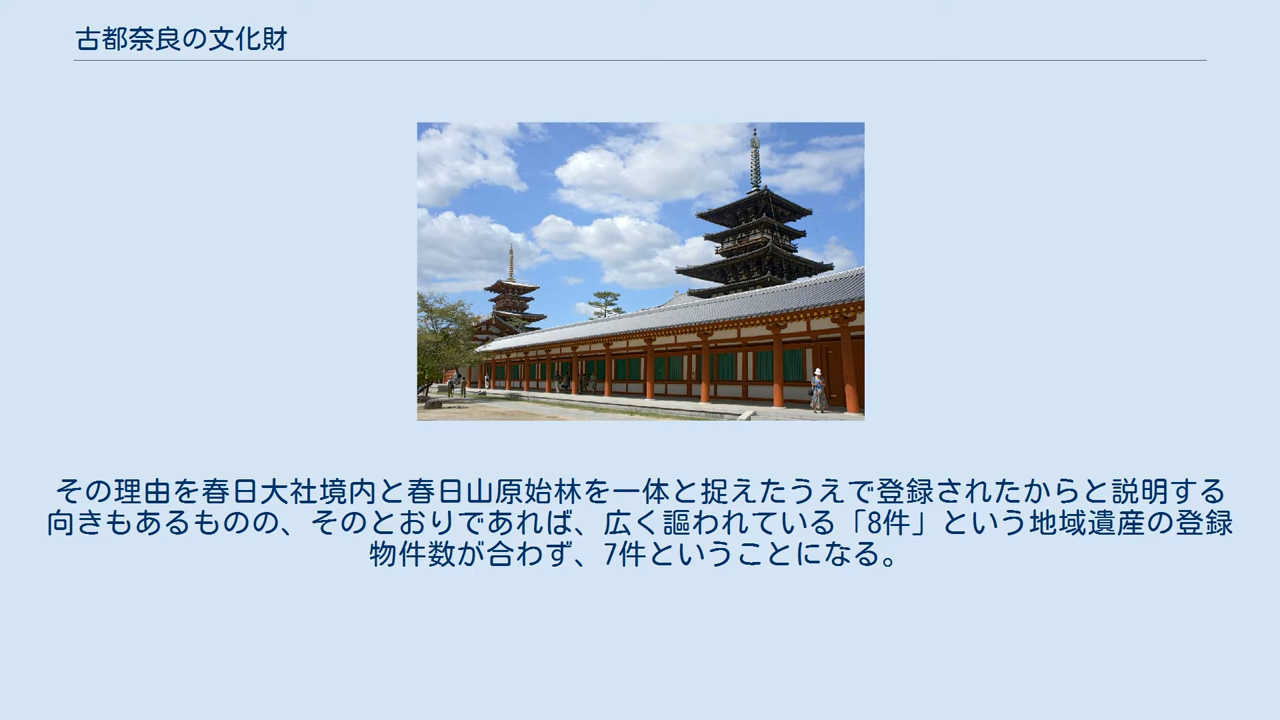 古都奈良の文化財
その理由を春日大社境内と春日山原始林を一体と捉えたうえで登録されたからと説明する
向きもあるものの、そのとおりであれば、広く謳われている「8件」という地域遺産の登録
物件数が合わず、7件ということになる。